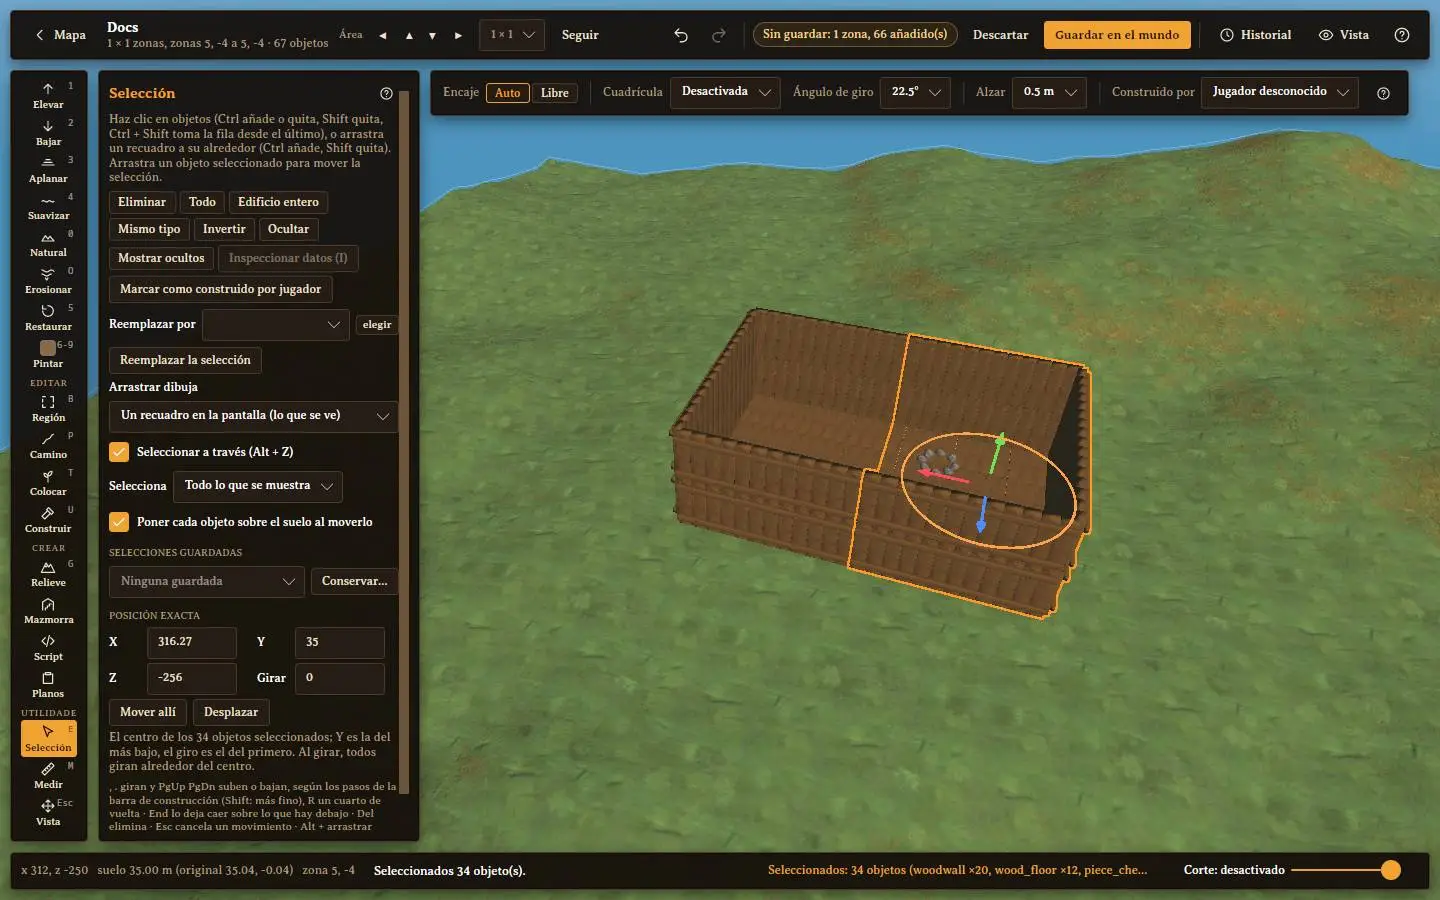 Mapa
Docs
1 × 1 zonas, zonas 5, -4 a 5, -4 · 67 objetos
Área
1 × 1
Seguir
Sin guardar: 1 zona, 66 añadido(s)
Descartar
Guardar en el mundo
Historial
Vista
Encaje
Auto
Libre
Cuadrícula
Desactivada
Ángulo de giro
22.5°
Alzar
0.5 m
Construido por
Jugador desconocido
1
Elevar
2
Bajar
3
Aplanar
4
Suavizar
0
Natural
O
Erosionar
5
Restaurar
6-9
Pintar
EDITAR
B
Región
P
Camino
T
Colocar
U
Construir
CREAR
G
Relieve
Mazmorra
Script
Planos
UTILIDADE
E
Selección
M
Medir
Esc
Vista
Selección
Haz clic en objetos (Ctrl añade o quita, Shift quita,
Ctrl + Shift toma la fila desde el último), o arrastra
un recuadro a su alrededor (Ctrl añade, Shift quita).
Arrastra un objeto seleccionado para mover la
selección.
Eliminar
Todo
Edificio entero
Mismo tipo
Invertir
Ocultar
Mostrar ocultos
Inspeccionar datos (I)
Marcar como construido por jugador
Reemplazar por
elegir
Reemplazar la selección
Arrastrar dibuja
Un recuadro en la pantalla (lo que se ve)
Seleccionar a través (Alt + Z)
Selecciona
Todo lo que se muestra
Poner cada objeto sobre el suelo al moverlo
SELECCIONES GUARDADAS
Ninguna guardada
Conservar...
POSICIÓN EXACTA
X
316.27
Y
35
Z
-256
Girar
0
Mover allí
Desplazar
El centro de los 34 objetos seleccionados; Y es la del
más bajo, el giro es el del primero. Al girar, todos
giran alrededor del centro.
, . giran y PgUp PgDn suben o bajan, según los pasos de la
barra de construcción (Shift: más fino), R un cuarto de
vuelta · End lo deja caer sobre lo que hay debajo · Del
elimina · Esc cancela un movimiento · Alt + arrastrar
x 312, z -250
suelo 35.00 m (original 35.04, -0.04)
zona 5, -4
Seleccionados 34 objeto(s).
Seleccionados: 34 objetos (woodwall ×20, wood_floor ×12, piece_che...
Corte: desactivado